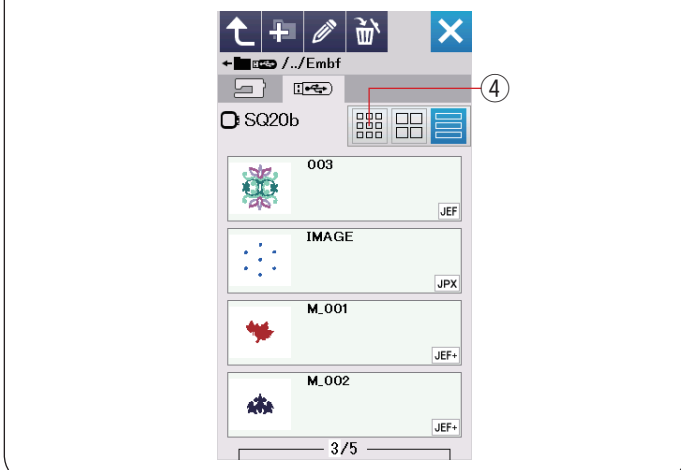 /../Embf
④
SQ20b
003
JEF
IMAGE
JPX
M_001
JEF+
M_002
JEF+
3/5